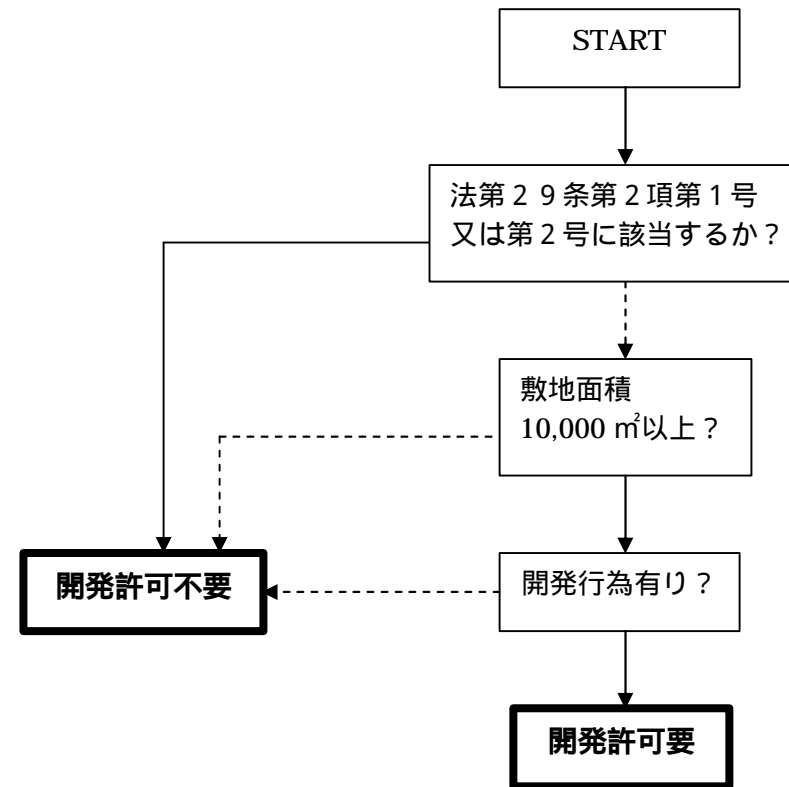 START
法第２９条第２項第１号
又は第２号に該当するか？
敷地面積
10,000 ㎡以上？
開発許可不要
開発行為有り？
開発許可要